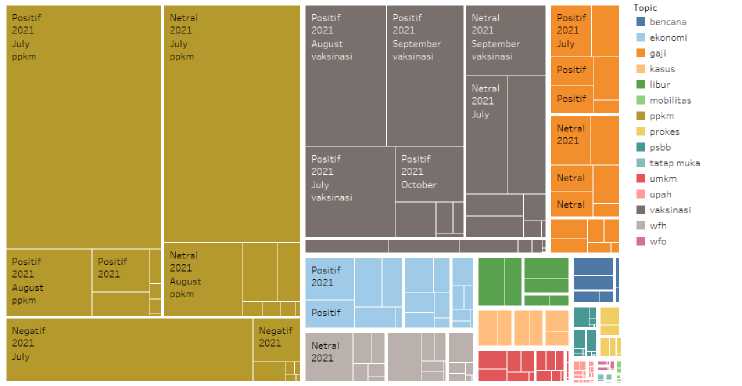 Positif
2021
July
ppkm
Netral
2021
July
ppkm
Positif
2021
August
ppkm
Positif
2021
Netral
2021
August
ppkm
Negatif
2021
July
Negatif
2021
Positif
2021
August
vaksinasi
Positif
2021
September
vaksinasi
Netral
2021
September
vaksinasi
Netral
2021
July
Positif
2021
July
vaksinasi
Positif
2021
October
Positif
2021
July
Positif
Positif
Netral
2021
Netral
Netral
Positif
2021
Positif
Netral
2021
Topic
bencana
ekonomi
gaji
kasus
libur
mobilitas
ppkm
prokes
psbb
tatap muka
umkm
upah
vaksinasi
wfh
wfo